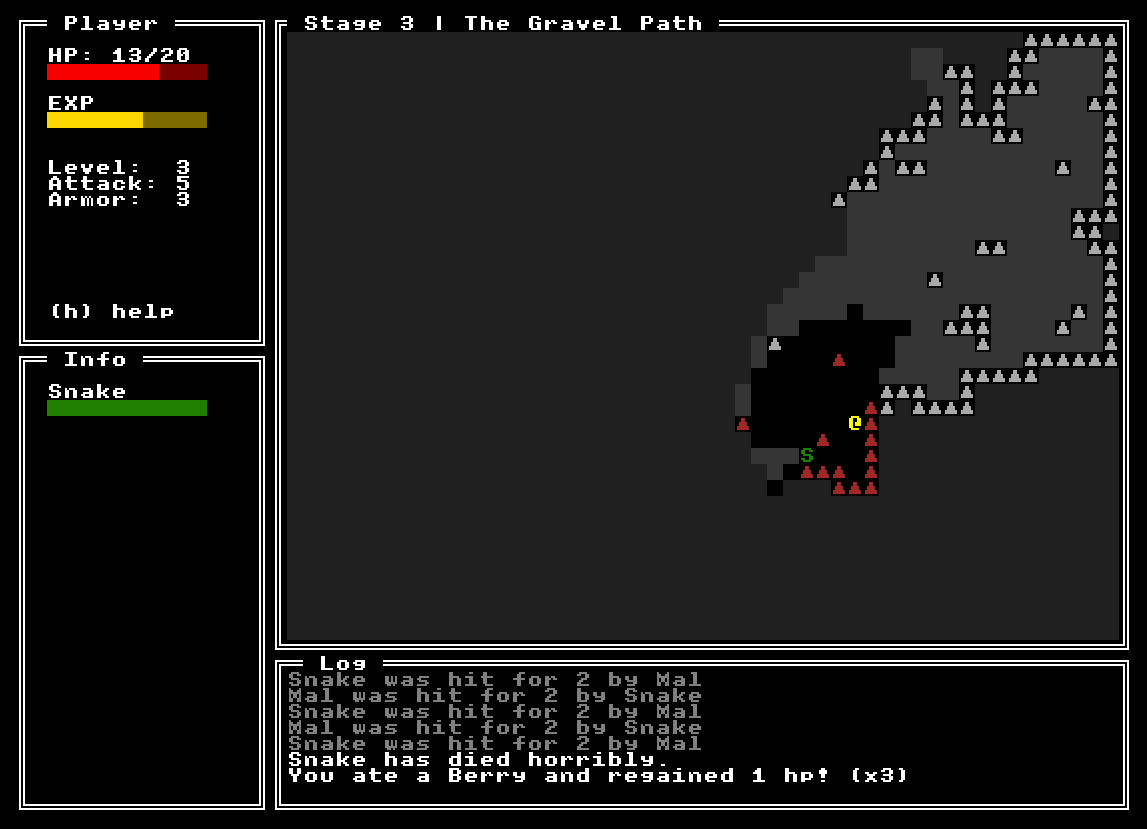 Player
HP: 13/20
EXP
Level: 3
Attack: 5
Armor: 3
(h) help
Info
Snake
Stage 3 | The Gravel Path
@
S
Log
Snake was hit for 2 by Mal
Mal was hit for 2 by Snake
Snake was hit for 2 by Mal
Mal was hit for 2 by Snake
Snake was hit for 2 by Mal
Snake has died horribly.
You ate a Berry and regained 1 hp! (x3)